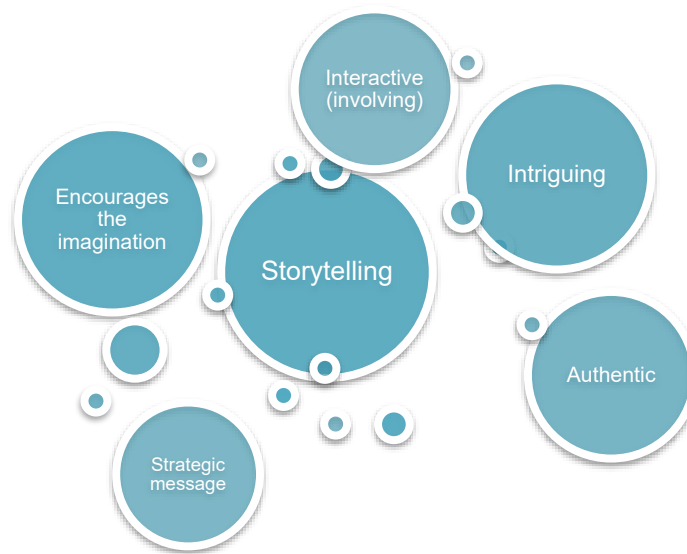 Interactive
(involving)
Intriguing
Encourages
the
imagination
Storytelling
Authentic
Strategic
message